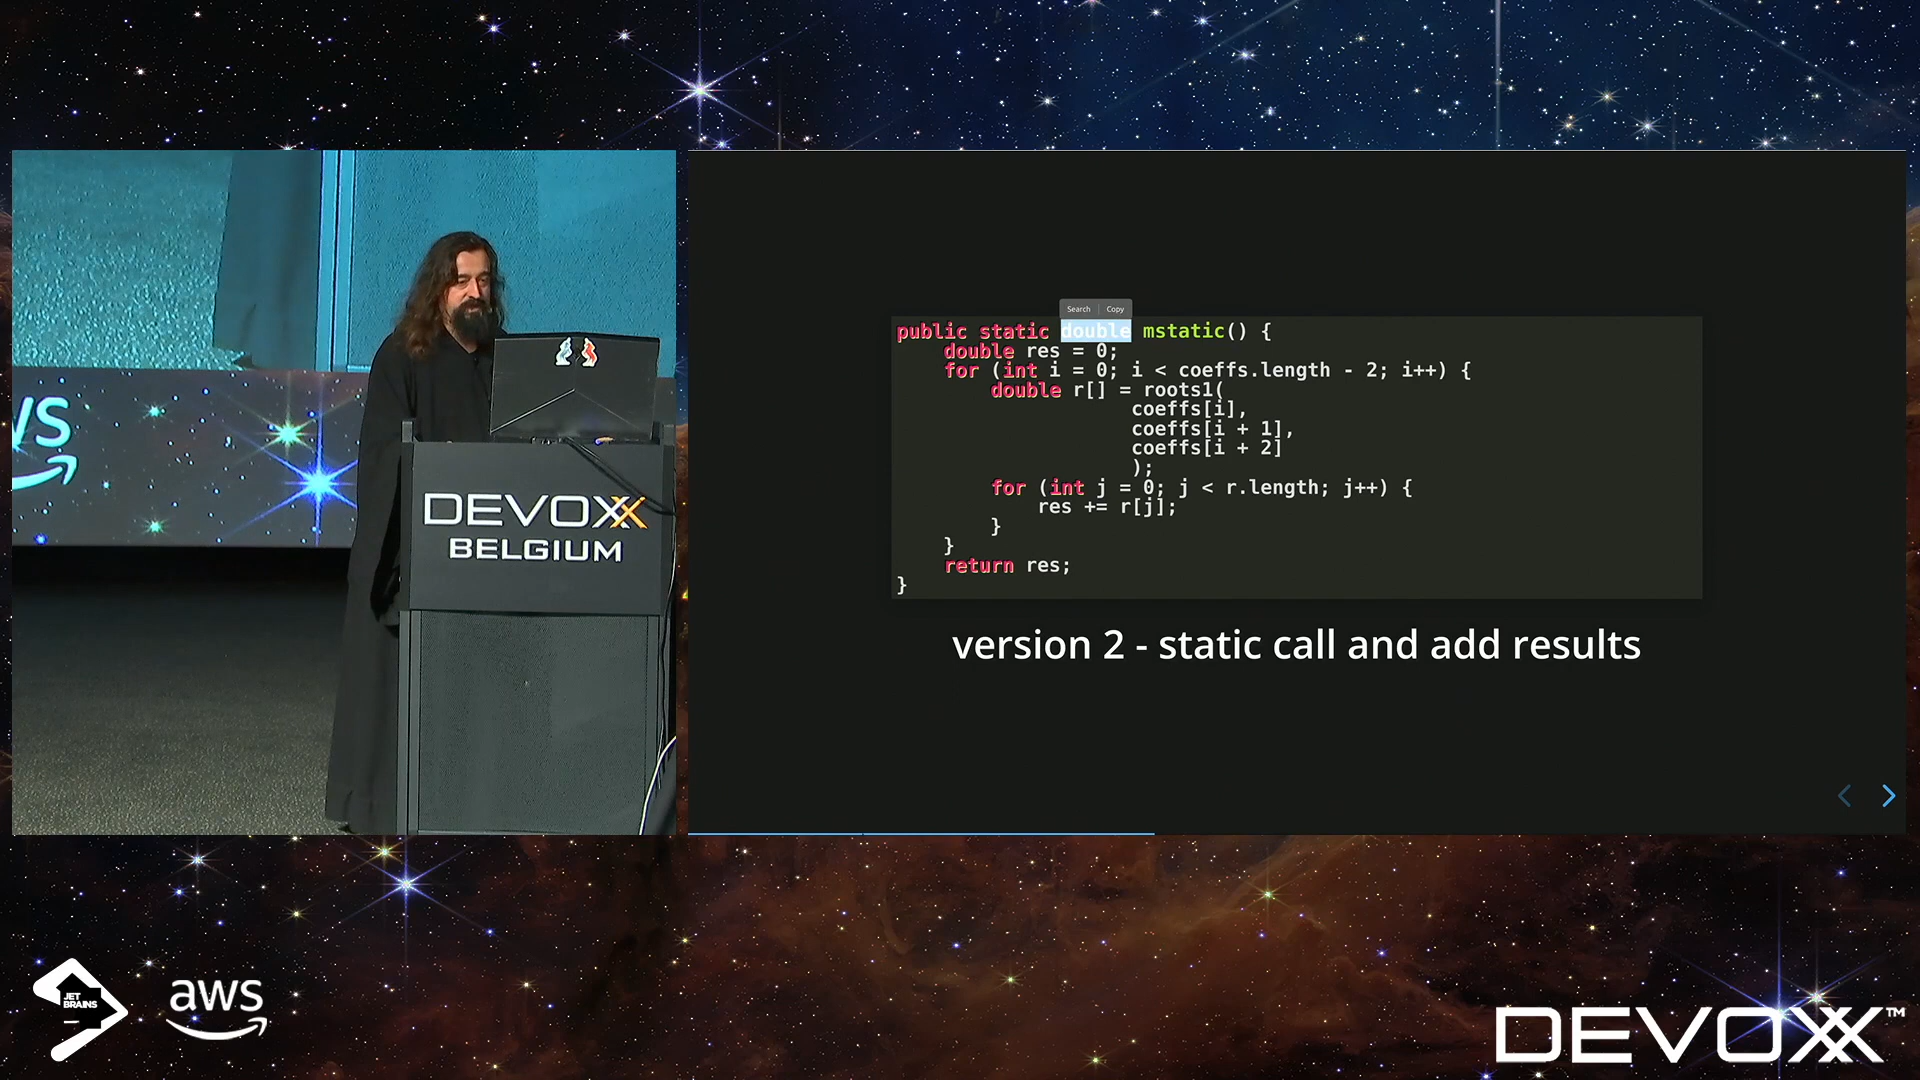 Search Copy
public static double mstatic() {
double res = 0;
for (int i = 0; i < coeffs.length - 2; i++) {
double r[] = roots1(
coeffs[i],
coeffs[i + 1],
coeffs[i + 2]
);
for (int j = 0; j < r.length; j++) {
res += r[j];
}
}
return res;
}
version 2 - static call and add results
DEVOXX
BELGIUM
JET
BRAINS
aws
DEVOXX™